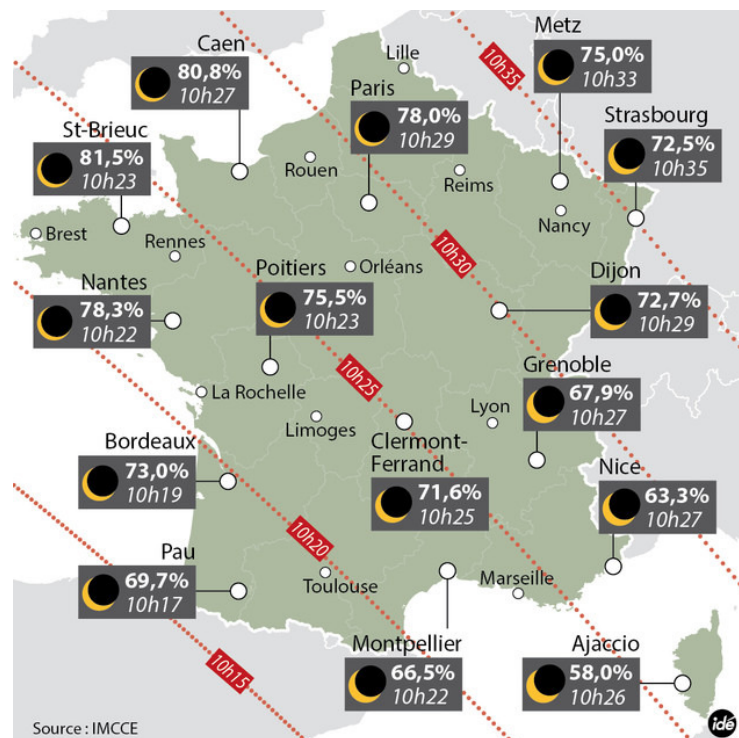 Caen
80,8%
10h27
Lille
10h35
Metz
75,0%
10h33
Paris
78,0%
10h29
Strasbourg
72,5%
10h35
St-Brieuc
81,5%
10h23
Rouen
Reims
Nancy
Brest
Rennes
10h30
Nantes
78,3%
10h22
Poitiers
75,5%
10h23
Orléans
Dijon
72,7%
10h29
La Rochelle
10h25
Limoges
Lyon
Grenoble
67,9%
10h27
Bordeaux
73,0%
10h19
Clermont-
Ferrand
71,6%
10h25
Nice
63,3%
10h27
10h20
Pau
69,7%
10h17
Toulouse
Marseille
10h15
Montpellier
66,5%
10h22
Ajaccio
58,0%
10h26
Source : IMCCE
idé